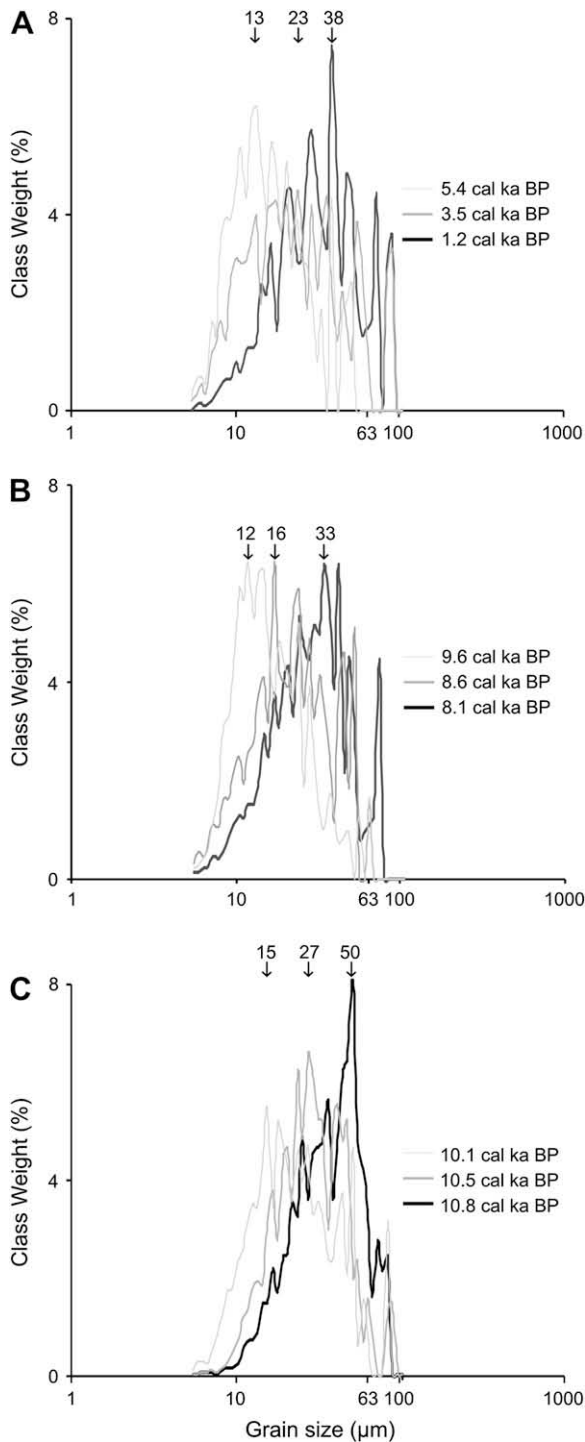 A
13 23 38
8
4
0
Class Weight (%)
5.4 cal ka BP
3.5 cal ka BP
1.2 cal ka BP
1 10 63 100 1000
B
12 16 33
8
4
0
Class Weight (%)
9.6 cal ka BP
8.6 cal ka BP
8.1 cal ka BP
1 10 63 100 1000
C
15 27 50
8
4
0
Class Weight (%)
10.1 cal ka BP
10.5 cal ka BP
10.8 cal ka BP
1 10 63 100 1000
Grain size (µm)